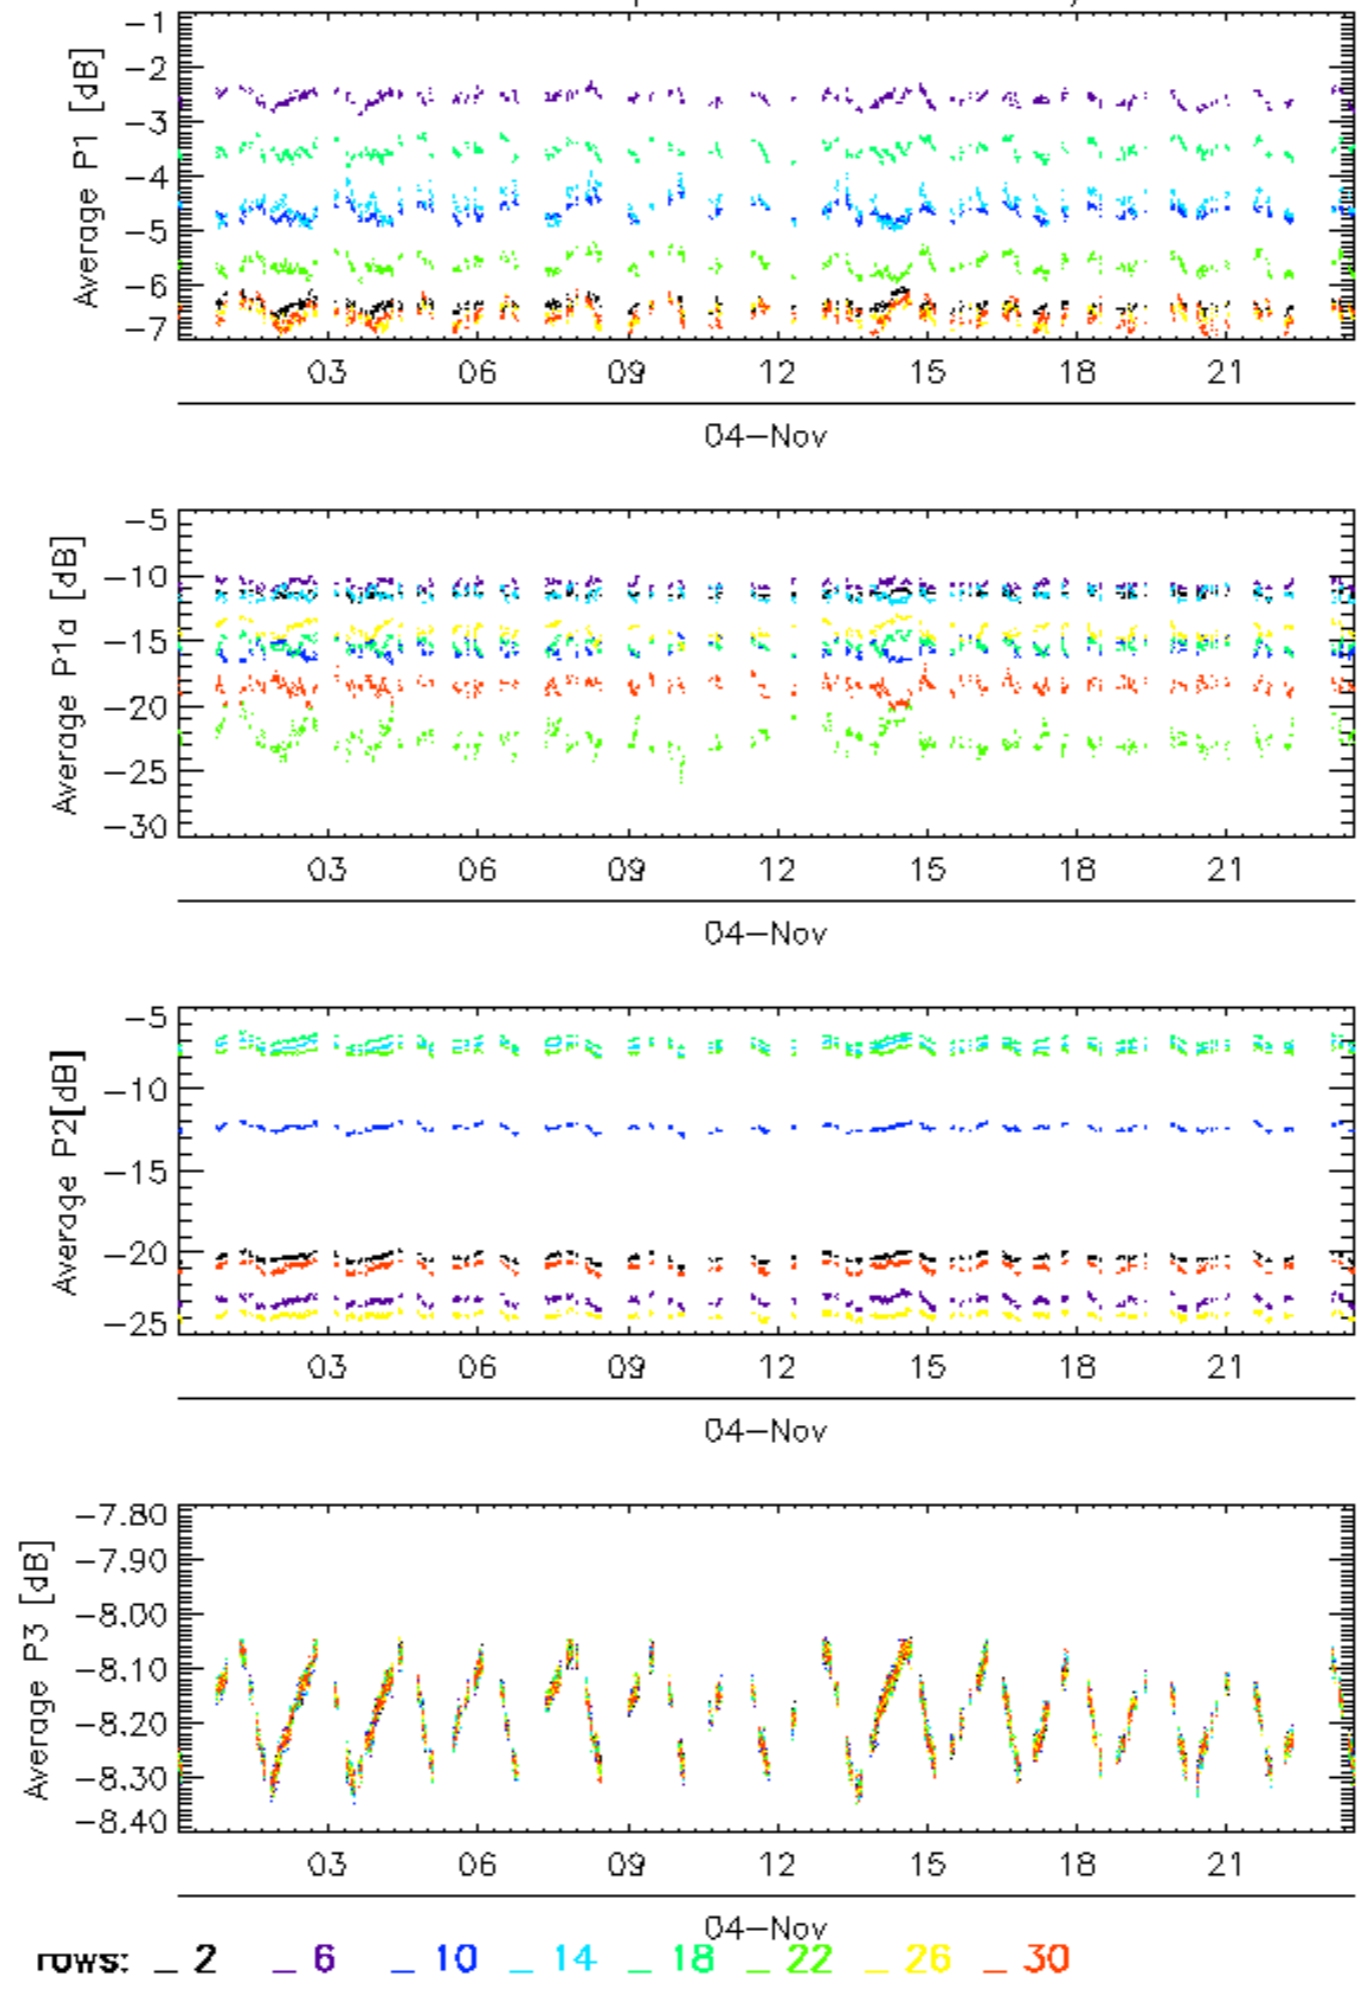 -1
-2
-3
-4
-5
-6
-7
Average P1 [dB]
03 06 09 12 15 18 21
04-Nov
-5
-10
-15
-20
-25
-30
Average P1a [dB]
03 06 09 12 15 18 21
04-Nov
-5
-10
-15
-20
-25
Average P2[dB]
03 06 09 12 15 18 21
04-Nov
-7.80
-7.90
-8.00
-8.10
-8.20
-8.30
-8.40
Average P3 [dB]
03 06 09 12 15 18 21
04-Nov
rows: _ 2 _ 6 _ 10 _ 14 _ 18 _ 22 _ 26 _ 30